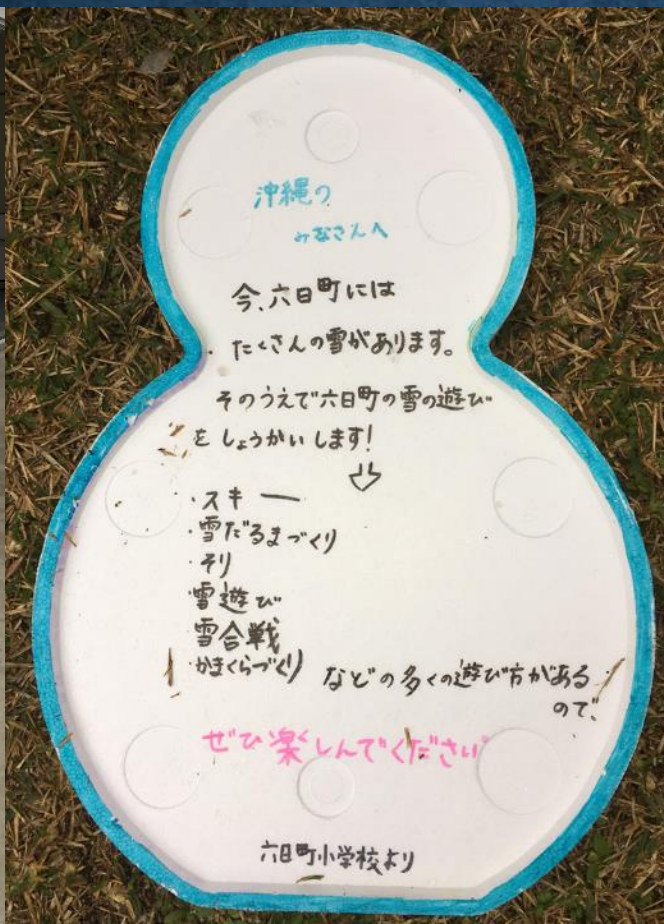 沖縄の
みなさんへ
今、六日町には
たくさんの雪があります。
そのうえで六日町の雪の遊び
をしょうかいします!
⇩
・スキー
・雪だるまづくり
・そり
・雪遊び
・雪合戦
・かまくらづくり などの多くの遊び方がある
ので、
ぜひ楽しんでください
六日町小学校より